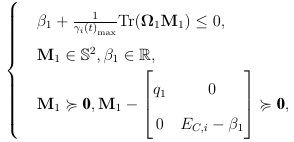 β₁ + 1/γᵢ(t)ₘₐₓ Tr(𝛀₁𝐌₁) ≤ 0,
𝐌₁ ∈ 𝕊², β₁ ∈ ℝ,
𝐌₁ ≽ 𝟎, 𝐌₁ − [q₁ 0; 0 E_{C,i} − β₁] ≽ 𝟎,